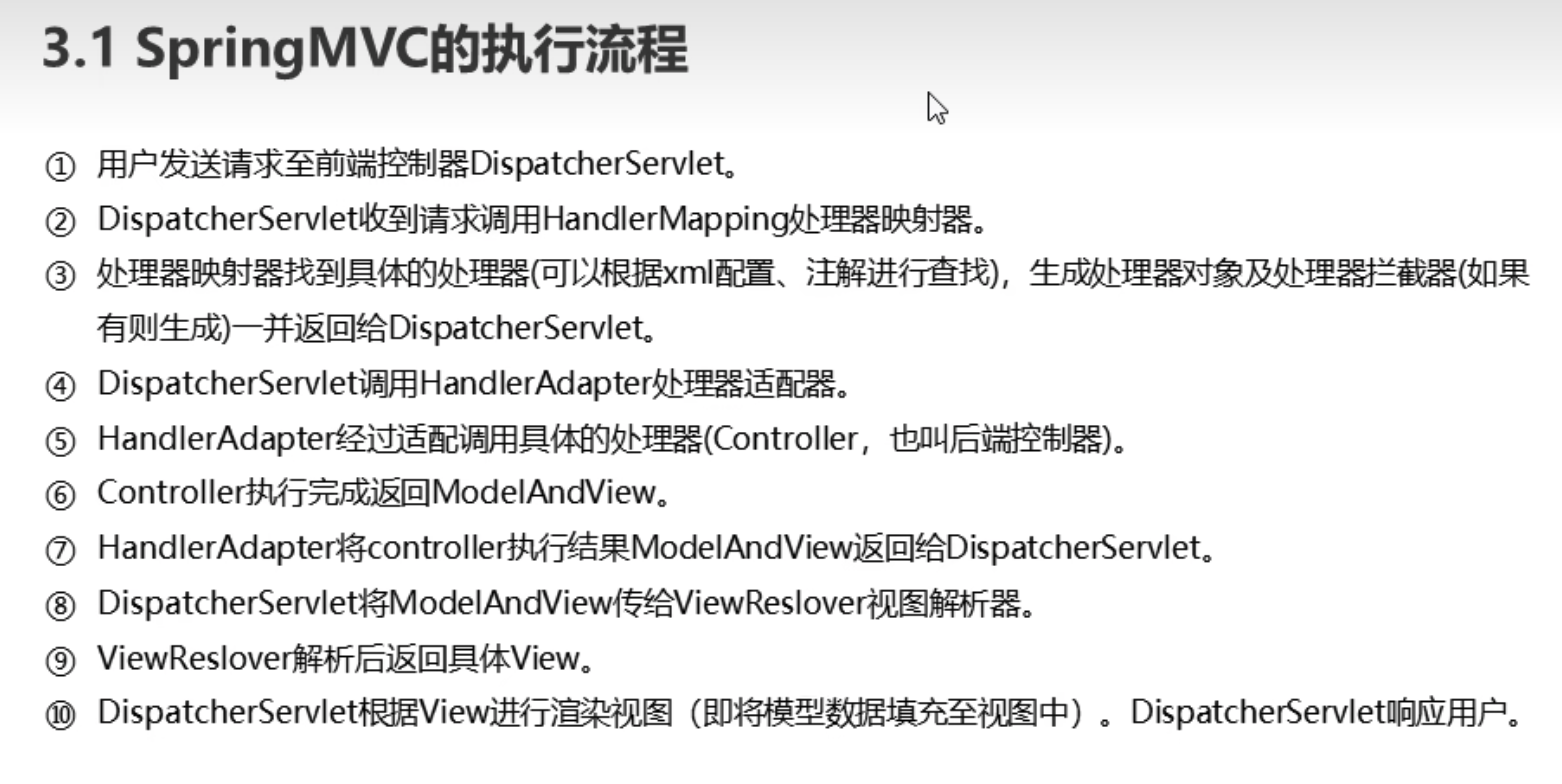 3.1 SpringMVC的执行流程
① 用户发送请求至前端控制器DispatcherServlet。
② DispatcherServlet收到请求调用HandlerMapping处理器映射器。
③ 处理器映射器找到具体的处理器(可以根据xml配置、注解进行查找)，生成处理器对象及处理器拦截器(如果
有则生成)一并返回给DispatcherServlet。
④ DispatcherServlet调用HandlerAdapter处理器适配器。
⑤ HandlerAdapter经过适配调用具体的处理器(Controller，也叫后端控制器)。
⑥ Controller执行完成返回ModelAndView。
⑦ HandlerAdapter将controller执行结果ModelAndView返回给DispatcherServlet。
⑧ DispatcherServlet将ModelAndView传给ViewReslover视图解析器。
⑨ ViewReslover解析后返回具体View。
⑩ DispatcherServlet根据View进行渲染视图（即将模型数据填充至视图中）。DispatcherServlet响应用户。